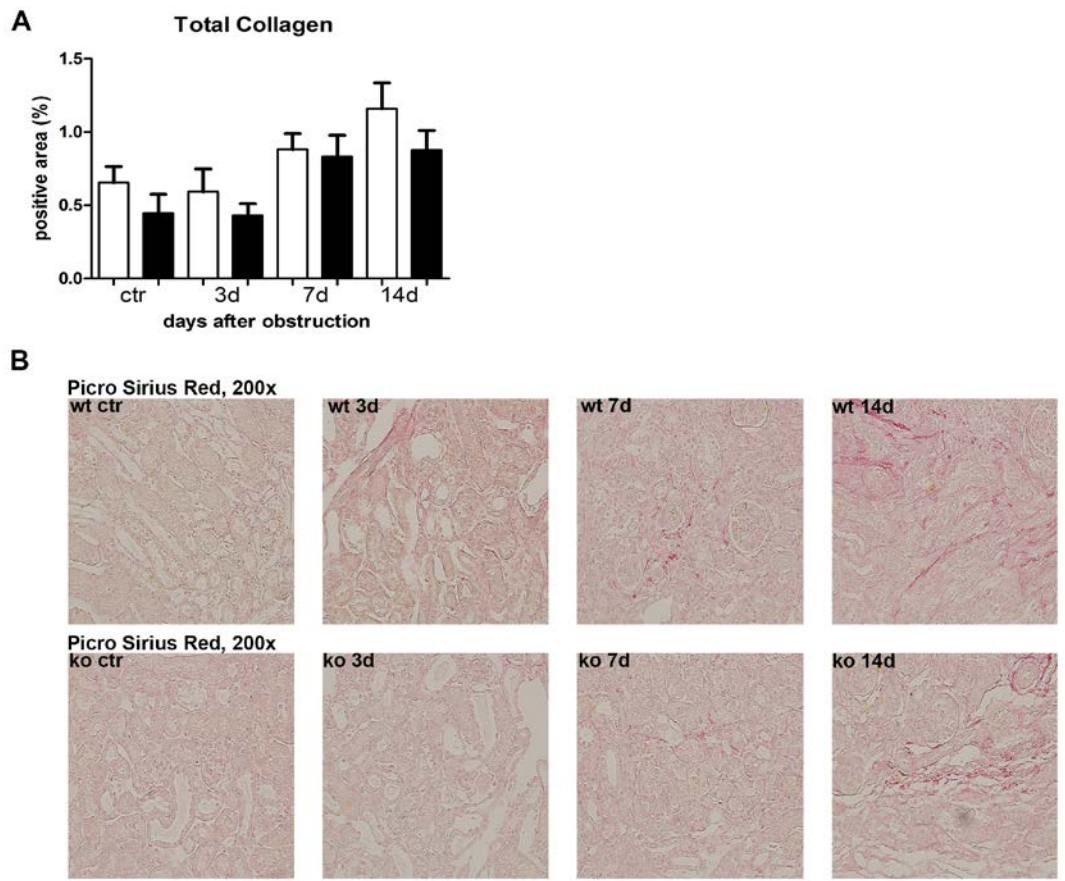 A
Total Collagen
1.5
1.0
0.5
0.0
positive area (%)
ctr 3d 7d 14d
days after obstruction
B
Picro Sirius Red, 200x
wt ctr wt 3d wt 7d wt 14d
Picro Sirius Red, 200x
ko ctr ko 3d ko 7d ko 14d